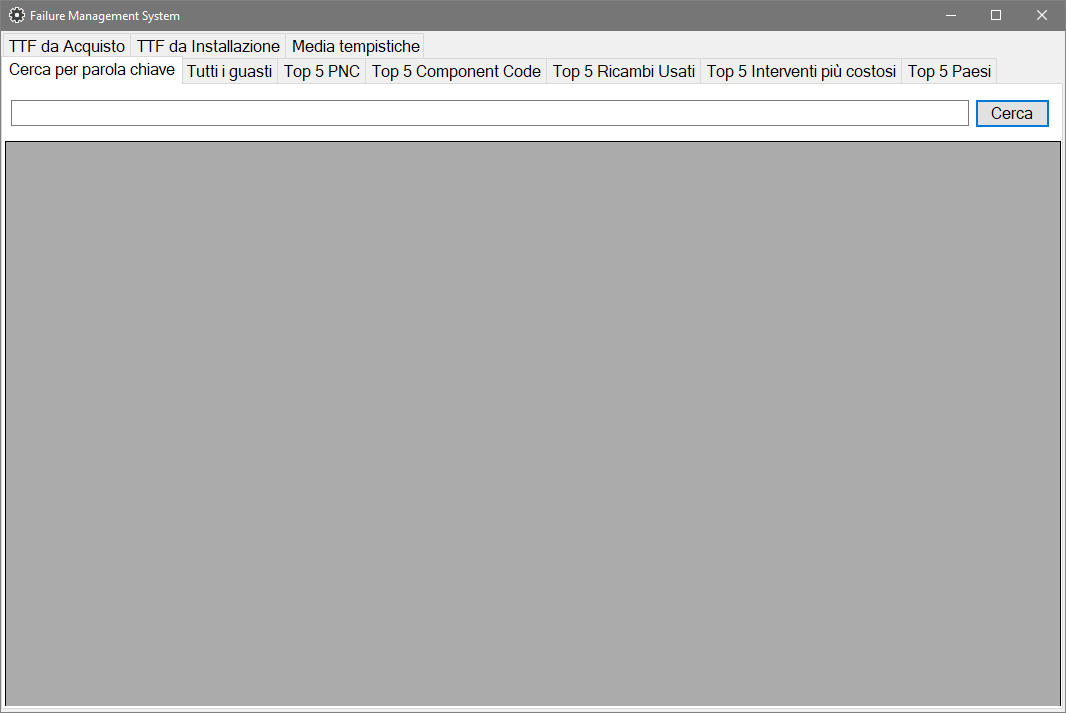 Failure Management System
TTF da Acquisto TTF da Installazione Media tempistiche
Cerca per parola chiave Tutti i guasti Top 5 PNC Top 5 Component Code Top 5 Ricambi Usati Top 5 Interventi più costosi Top 5 Paesi
Cerca